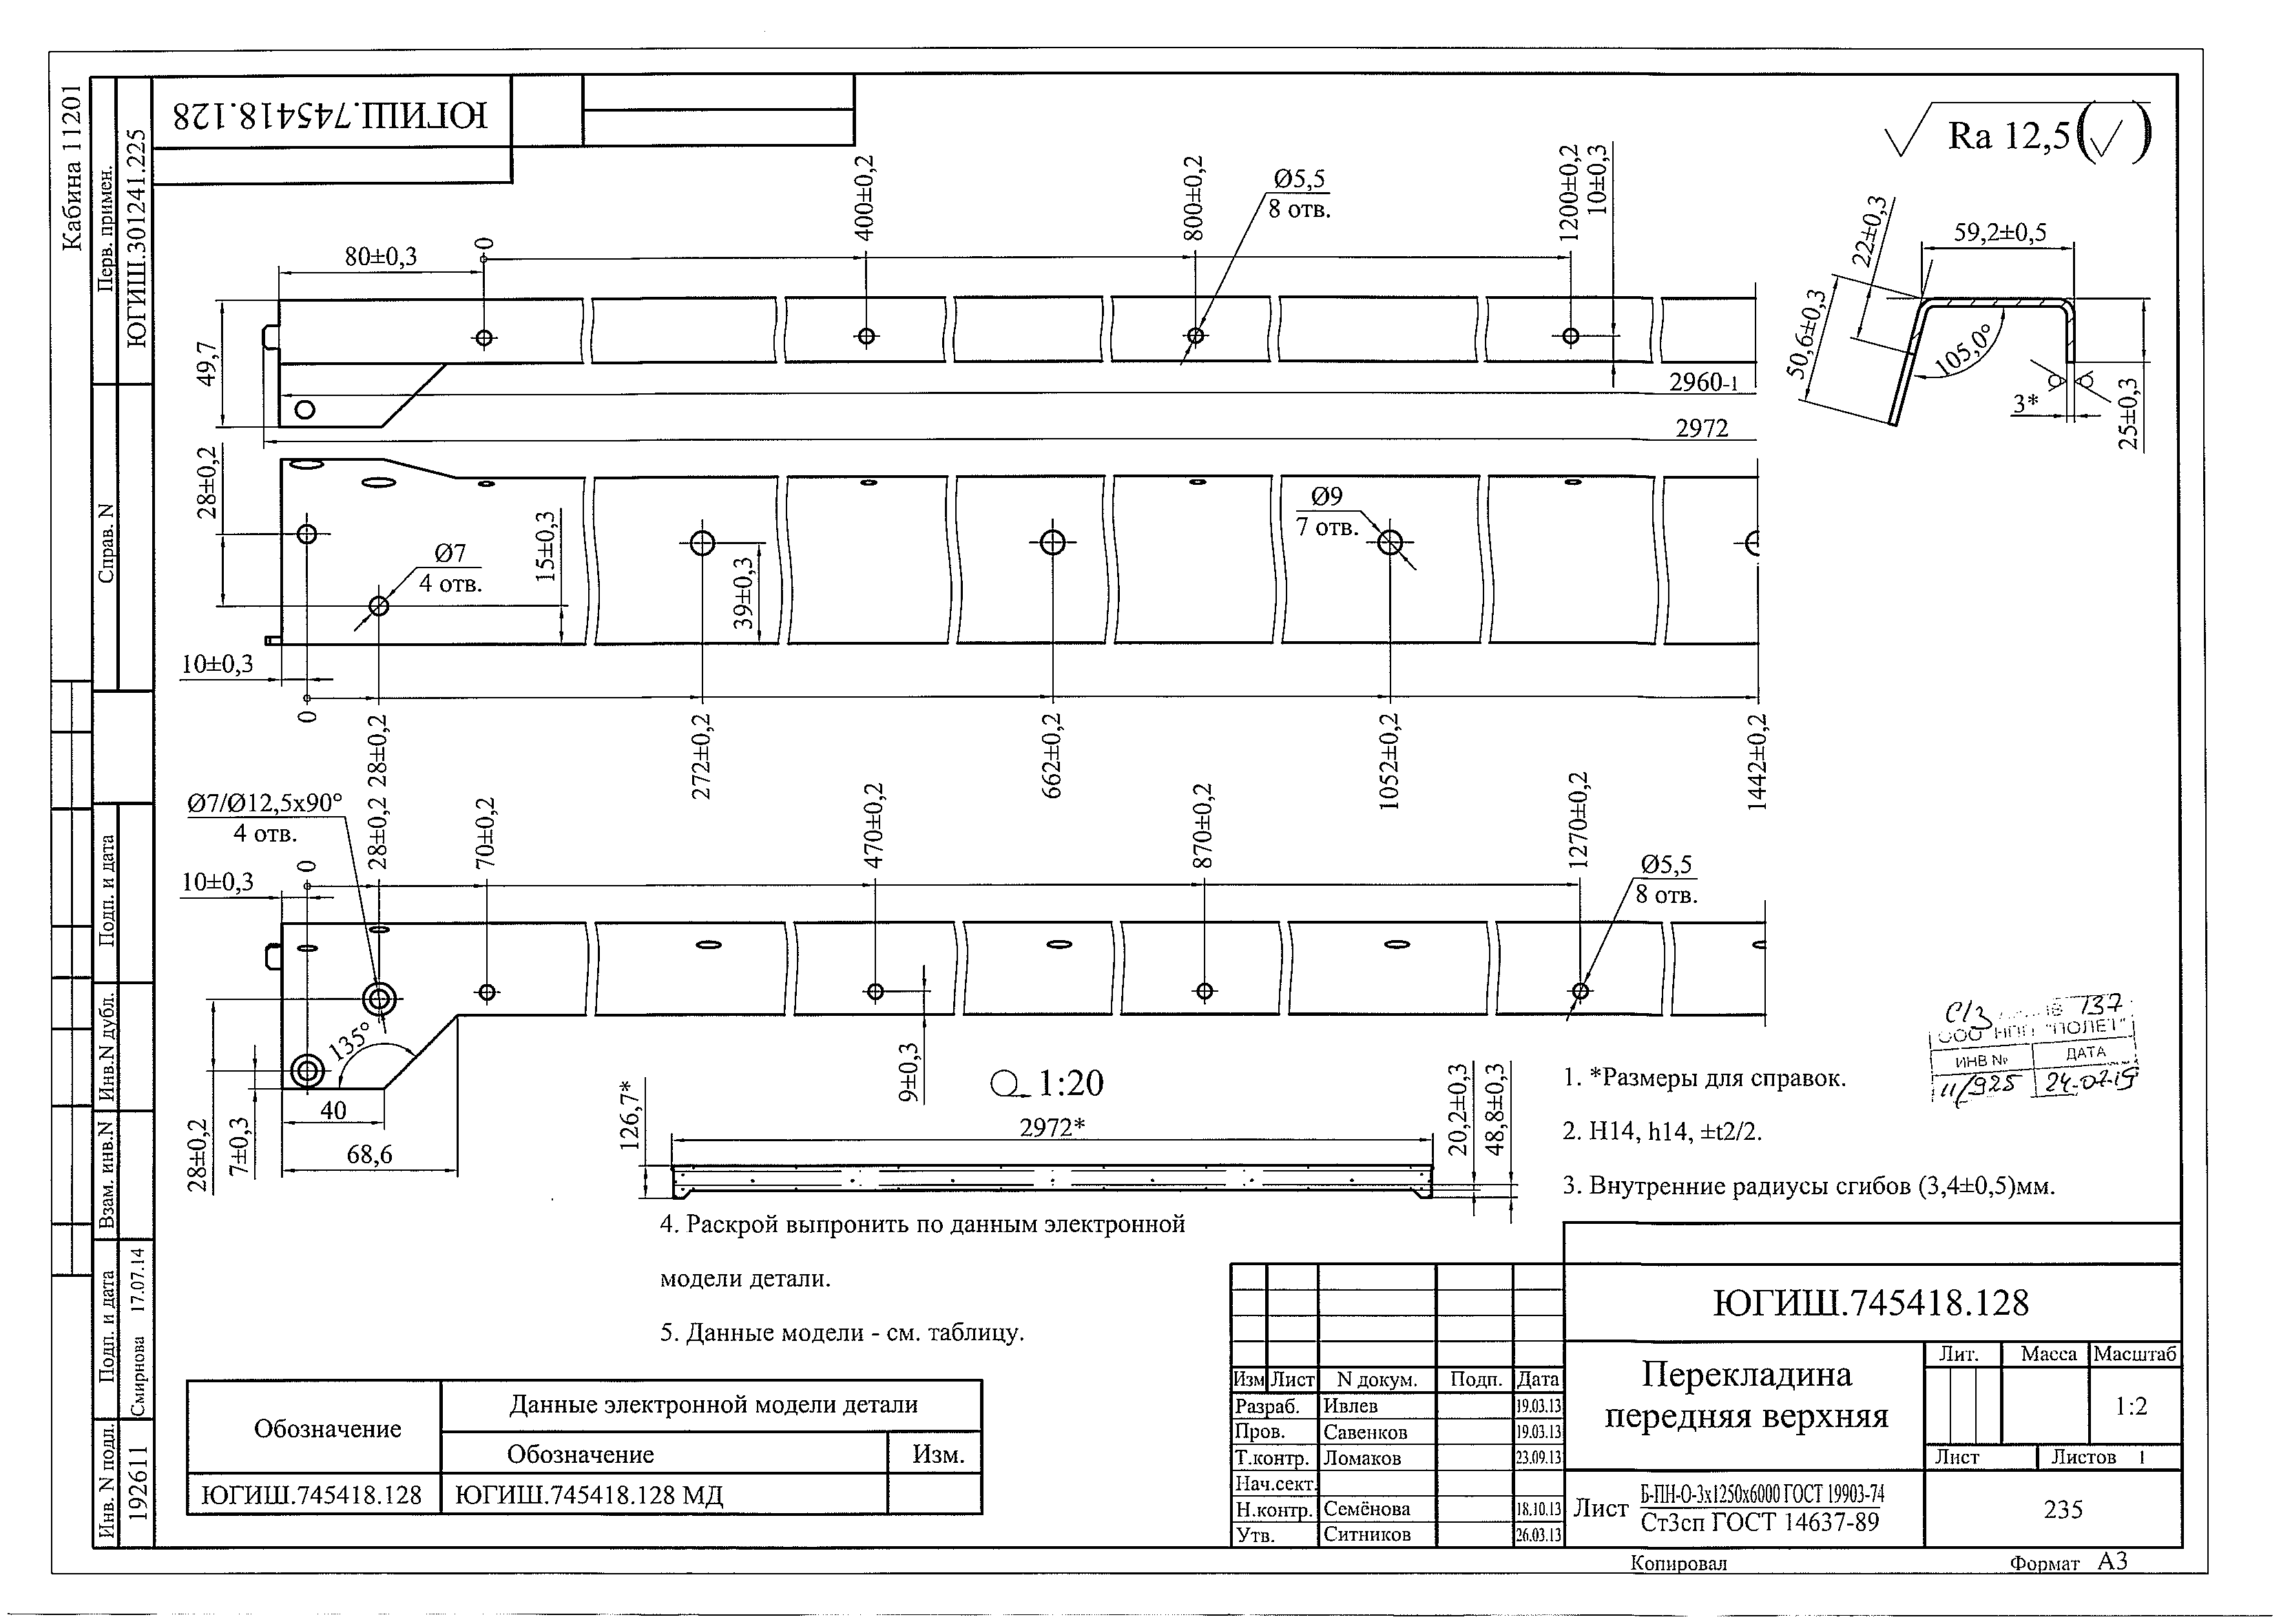 Кабина 11201
Перв. примен.
ЮГИШ.301241.225
Справ. N
Подп. и дата
Инв.N дубл.
Взам. инв.N
Подп. и дата
Смирнова 17.07.14
Инв. N подл.
192611
ЮГИШ.745418.128
Ra 12,5 (√)
80±0,3
0
400±0,2
800±0,2
Ø5,5
8 отв.
1200±0,2
10±0,3
49,7
2960-1
2972
22±0,3
59,2±0,5
50,6±0,3
105,0°
3*
25±0,3
28±0,2
Ø7
4 отв.
15±0,3
39±0,3
Ø9
7 отв.
10±0,3
0
28±0,2
272±0,2
662±0,2
1052±0,2
1442±0,2
Ø7/Ø12,5x90°
4 отв.
10±0,3
0
28±0,2
70±0,2
470±0,2
870±0,2
1270±0,2
Ø5,5
8 отв.
135°
9±0,3
40
68,6
28±0,2
7±0,3
1:20
126,7*
2972*
20,2±0,3
48,8±0,3
С/З 137
ООО НПП "ПОЛЕТ"
ИНВ № ДАТА
11/925 24-07-19
1. *Размеры для справок.
2. H14, h14, ±t2/2.
3. Внутренние радиусы сгибов (3,4±0,5)мм.
4. Раскрой выпронить по данным электронной
модели детали.
5. Данные модели - см. таблицу.
Обозначение
Данные электронной модели детали
Обозначение Изм.
ЮГИШ.745418.128 ЮГИШ.745418.128 МД
ЮГИШ.745418.128
Перекладина
передняя верхняя
Лит. Масса Масштаб
1:2
Лист Листов 1
Изм Лист N докум. Подп. Дата
Разраб. Ивлев 19.03.13
Пров. Савенков 19.03.13
Т.контр. Ломаков 23.09.13
Нач.сект.
Н.контр. Семёнова 18.10.13
Утв. Ситников 26.03.13
Лист Б-ПН-О-3х1250х6000 ГОСТ 19903-74
Ст3сп ГОСТ 14637-89
235
Копировал
Формат А3